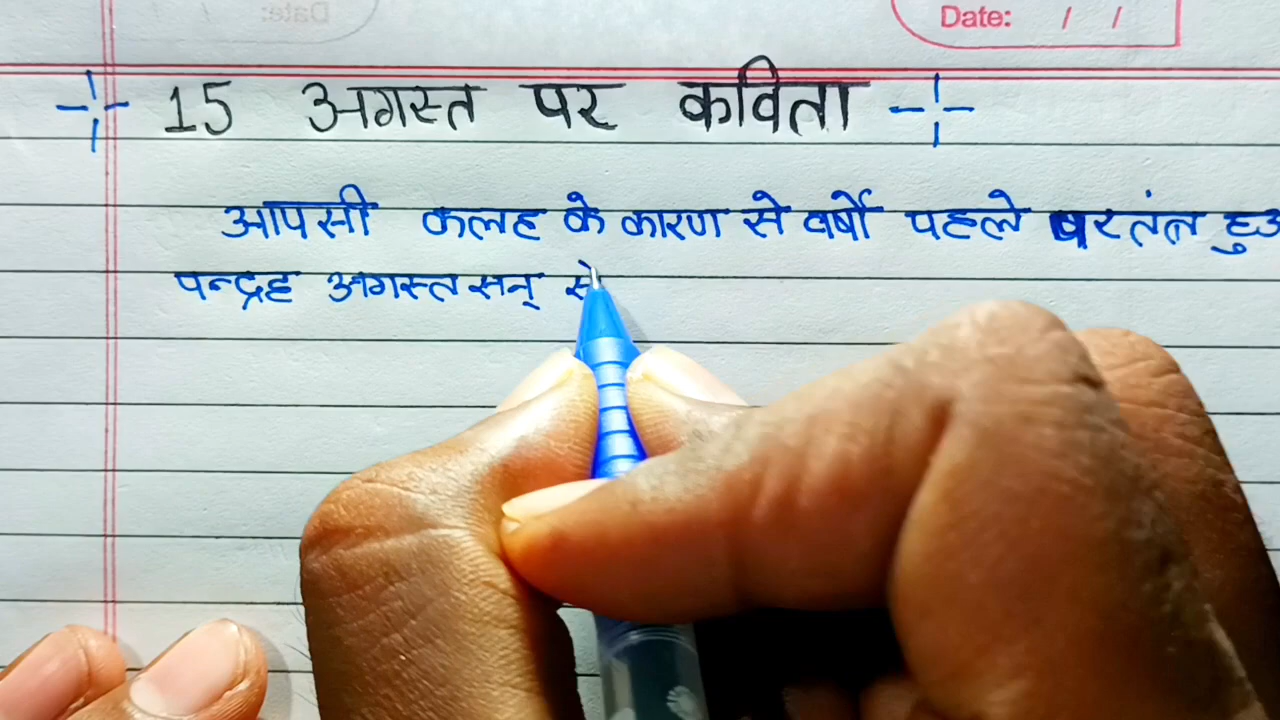 Date: / /
15 अगस्त पर कविता
आपसी कलह के कारण से वर्षो पहले परतंत हुअ
पन्द्रह अगस्त सन् से